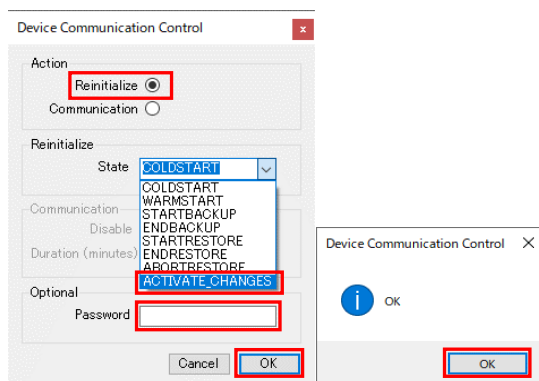 Device Communication Control
x
Action
Reinitialize
Communication
Reinitialize
State COLDSTART
COLDSTART
WARMSTART
STARTBACKUP
ENDBACKUP
STARTRESTORE
ENDRESTORE
ABORTRESTORE
ACTIVATE_CHANGES
Communication
Disable
Duration (minutes)
Optional
Password
Cancel OK
Device Communication Control
i OK
OK